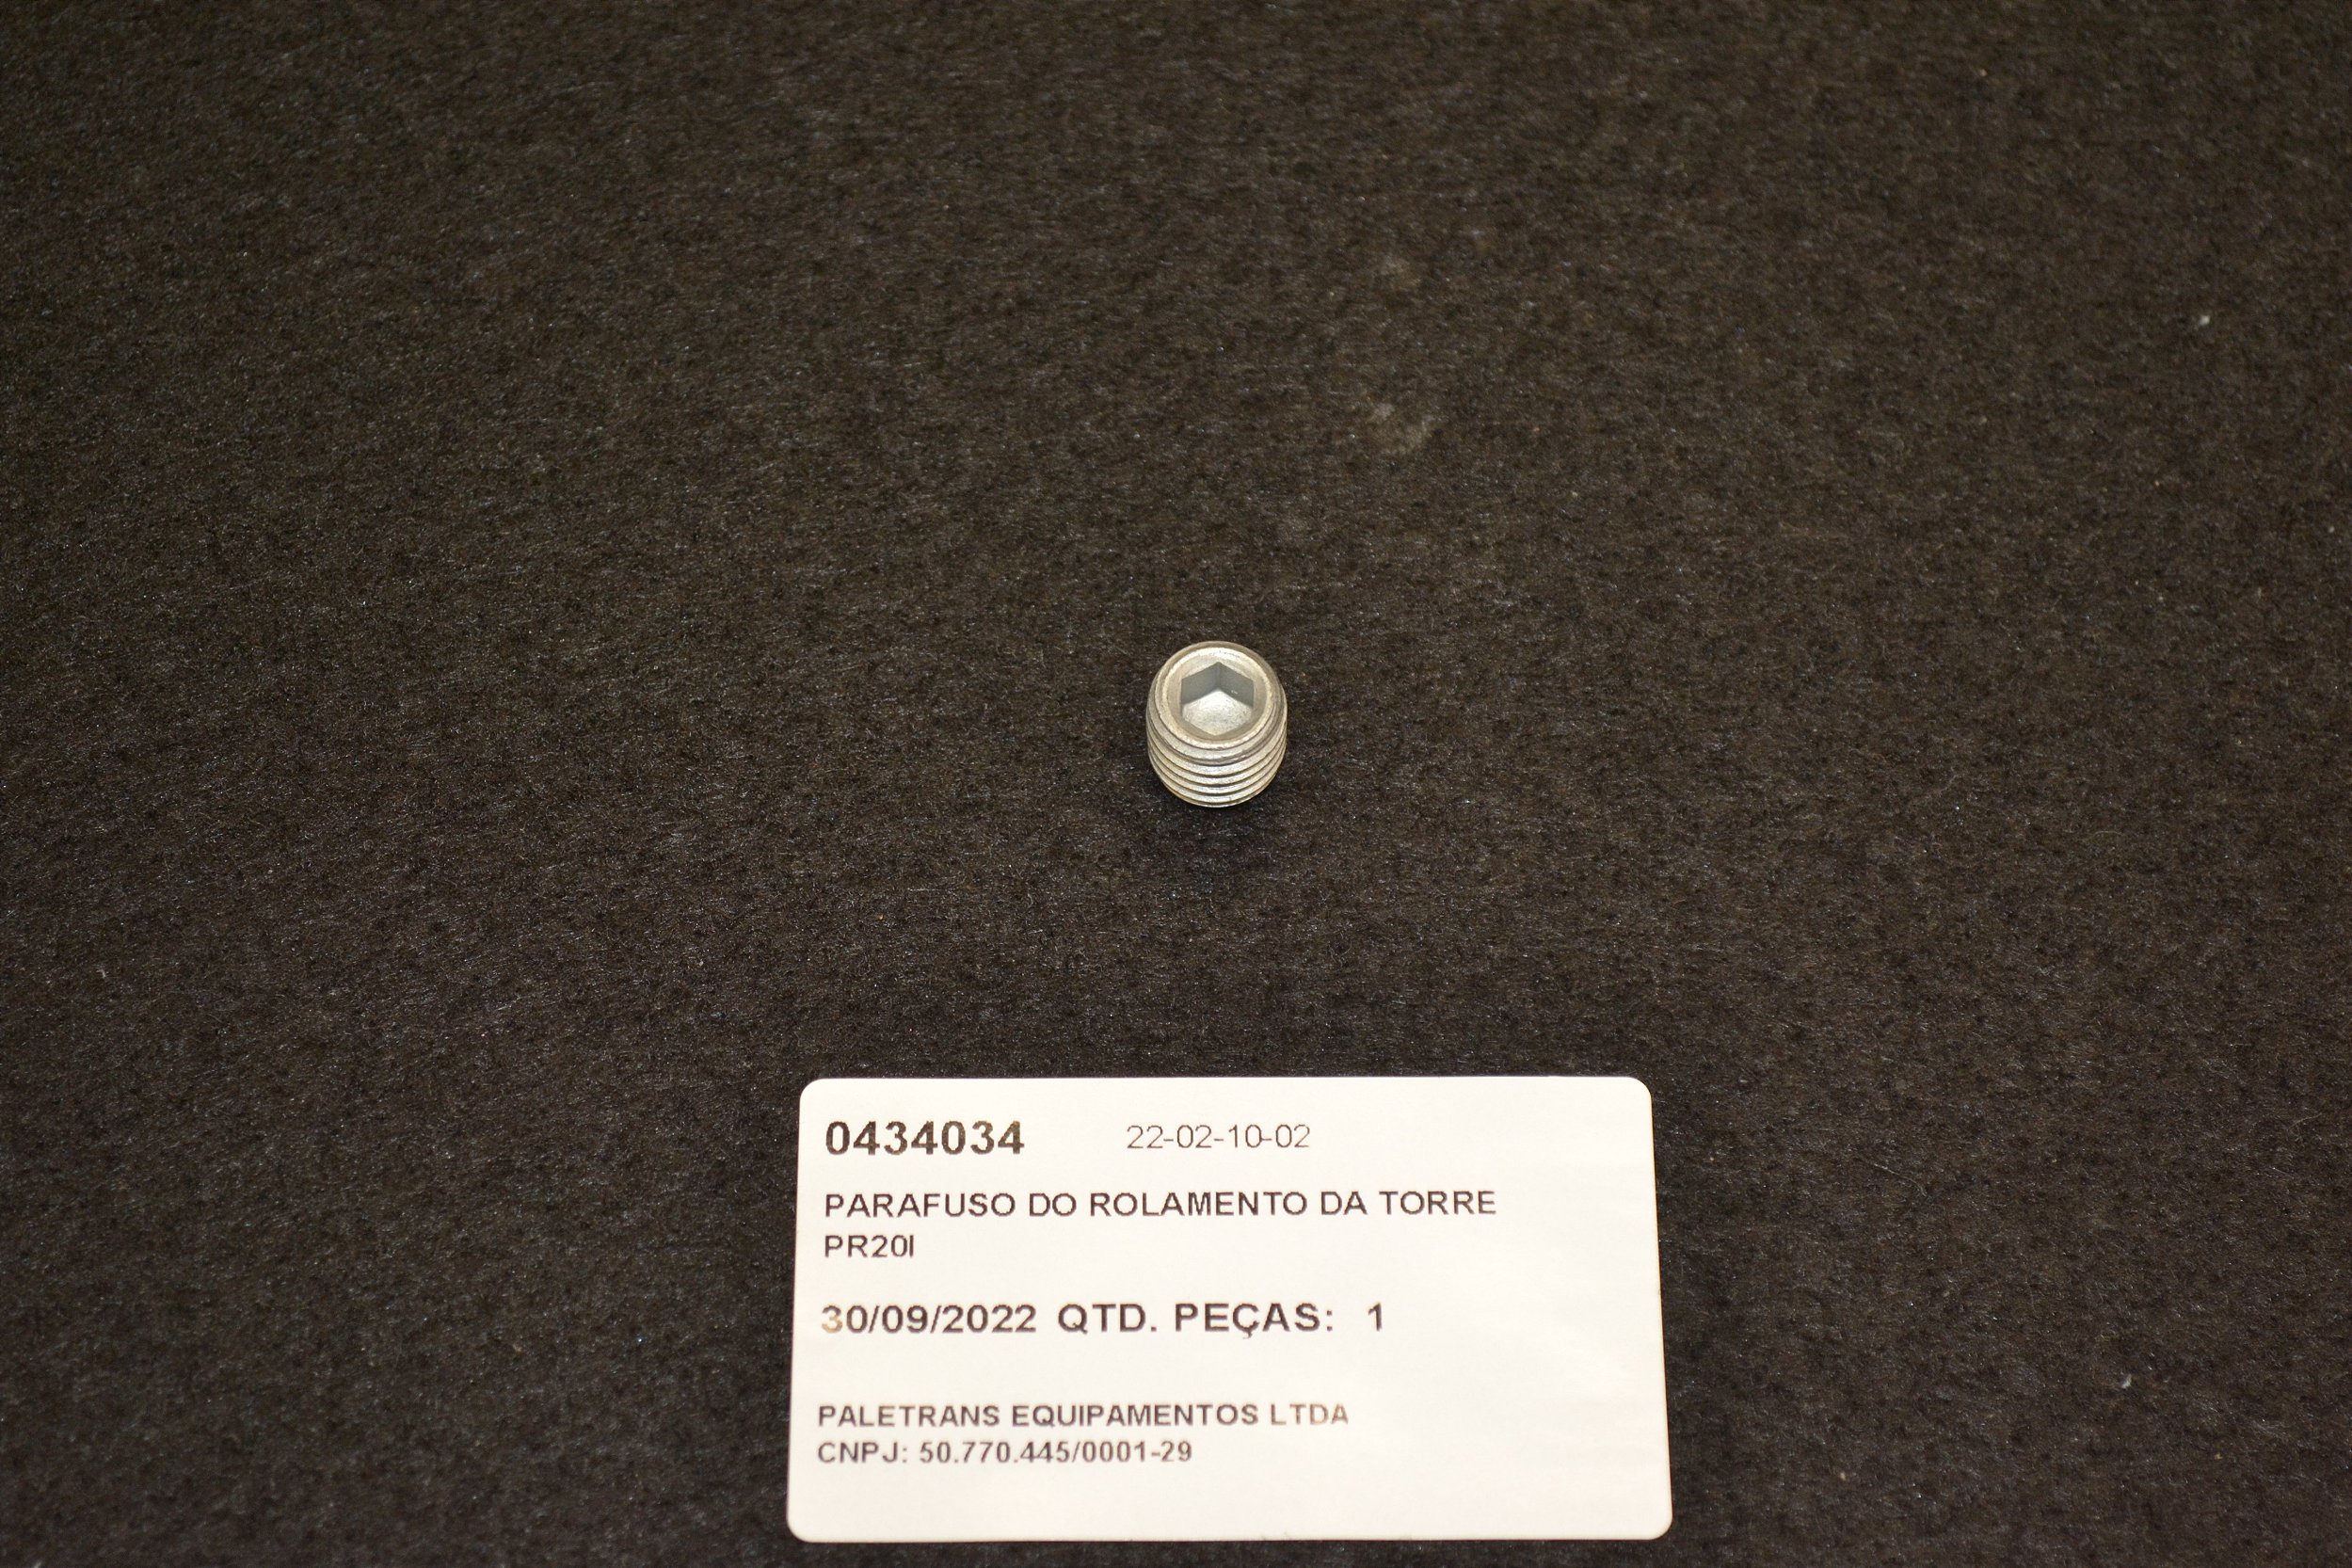 0434034 22-02-10-02
PARAFUSO DO ROLAMENTO DA TORRE
PR20I
30/09/2022 QTD. PEÇAS: 1
PALETRANS EQUIPAMENTOS LTDA
CNPJ: 50.770.445/0001-29